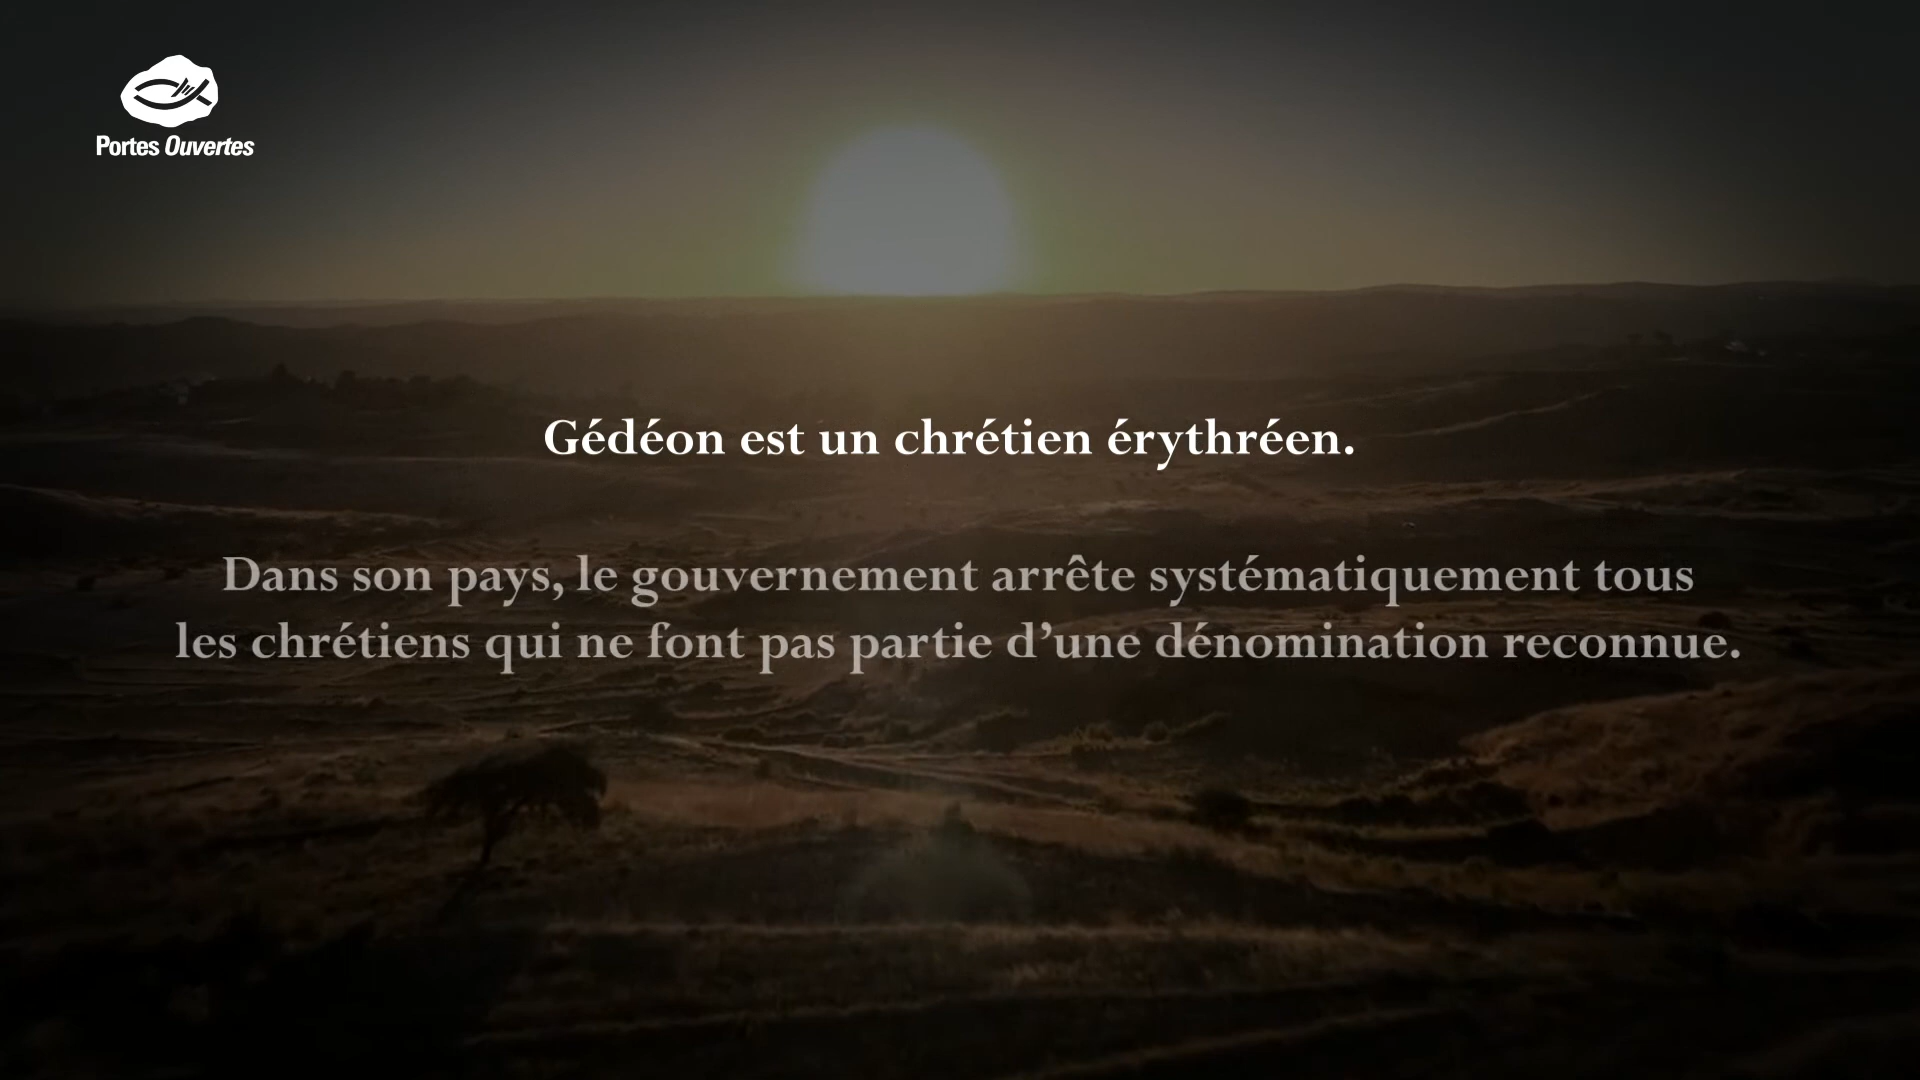 Portes Ouvertes
Gédéon est un chrétien érythréen.
Dans son pays, le gouvernement arrête systématiquement tous
les chrétiens qui ne font pas partie d’une dénomination reconnue.